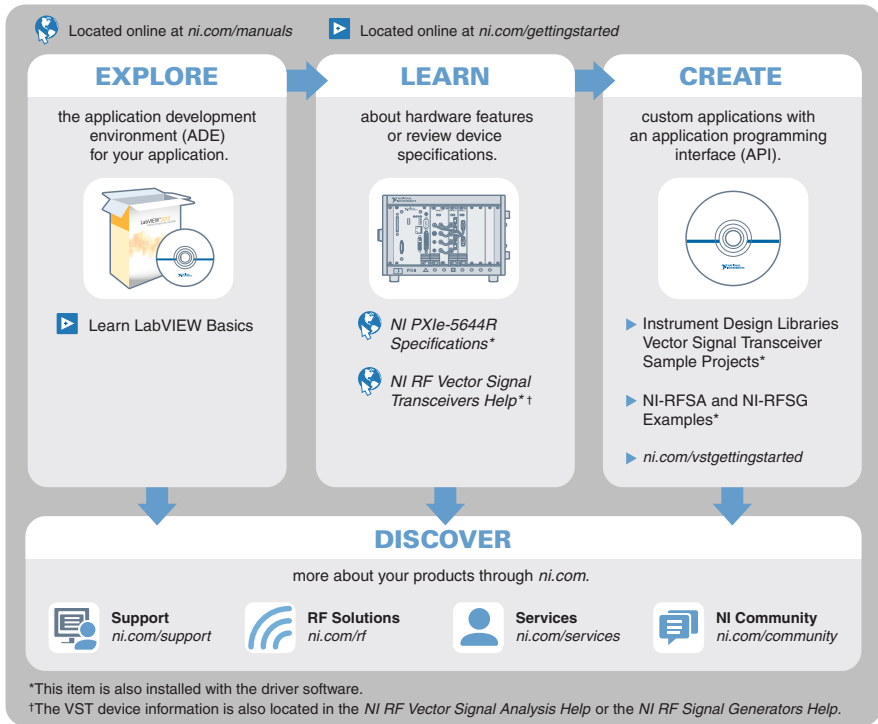 Located online at ni.com/manuals
Located online at ni.com/gettingstarted
EXPLORE
the application development
environment (ADE)
for your application.
LabVIEW
Learn LabVIEW Basics
LEARN
about hardware features
or review device
specifications.
NI PXIe-5644R
Specifications*
NI RF Vector Signal
Transceivers Help* †
CREATE
custom applications with
an application programming
interface (API).
Instrument Design Libraries
Vector Signal Transceiver
Sample Projects*
NI-RFSA and NI-RFSG
Examples*
ni.com/vstgettingstarted
DISCOVER
more about your products through ni.com.
Support
ni.com/support
RF Solutions
ni.com/rf
Services
ni.com/services
NI Community
ni.com/community
*This item is also installed with the driver software.
†The VST device information is also located in the NI RF Vector Signal Analysis Help or the NI RF Signal Generators Help.